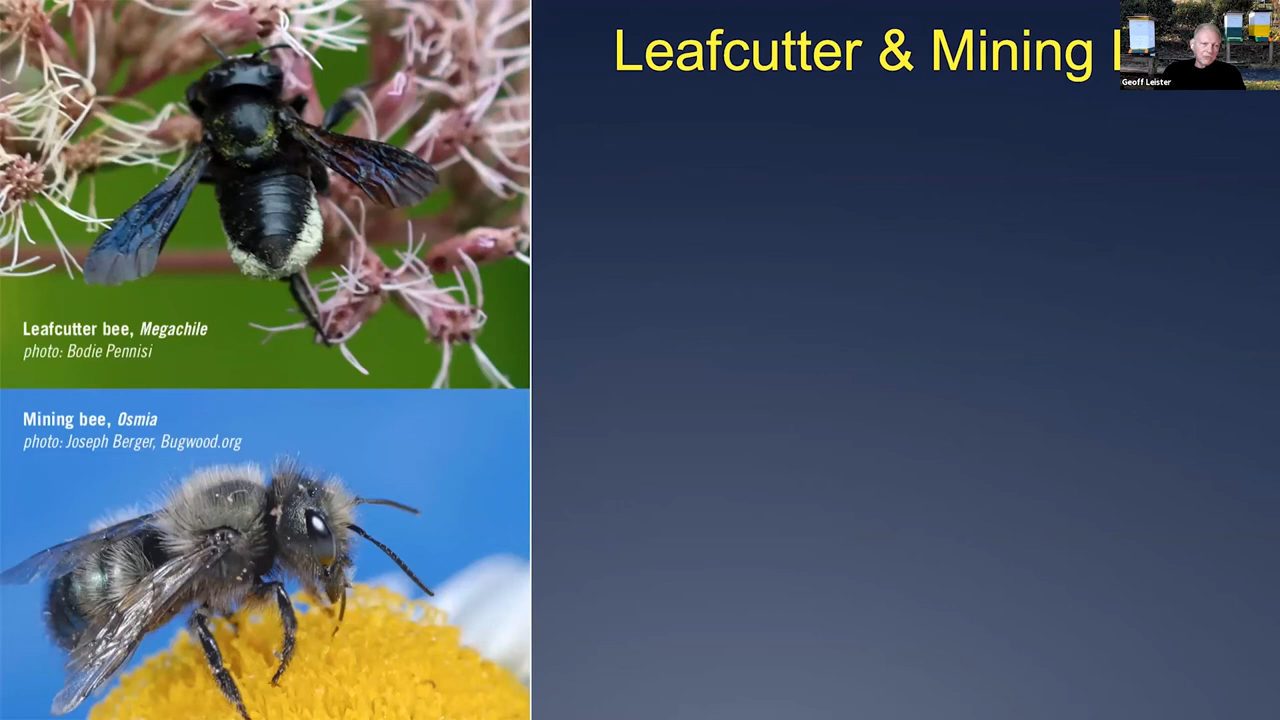 Leafcutter & Mining
Geoff Leister
Leafcutter bee, Megachile
photo: Bodie Pennisi
Mining bee, Osmia
photo: Joseph Berger, Bugwood.org